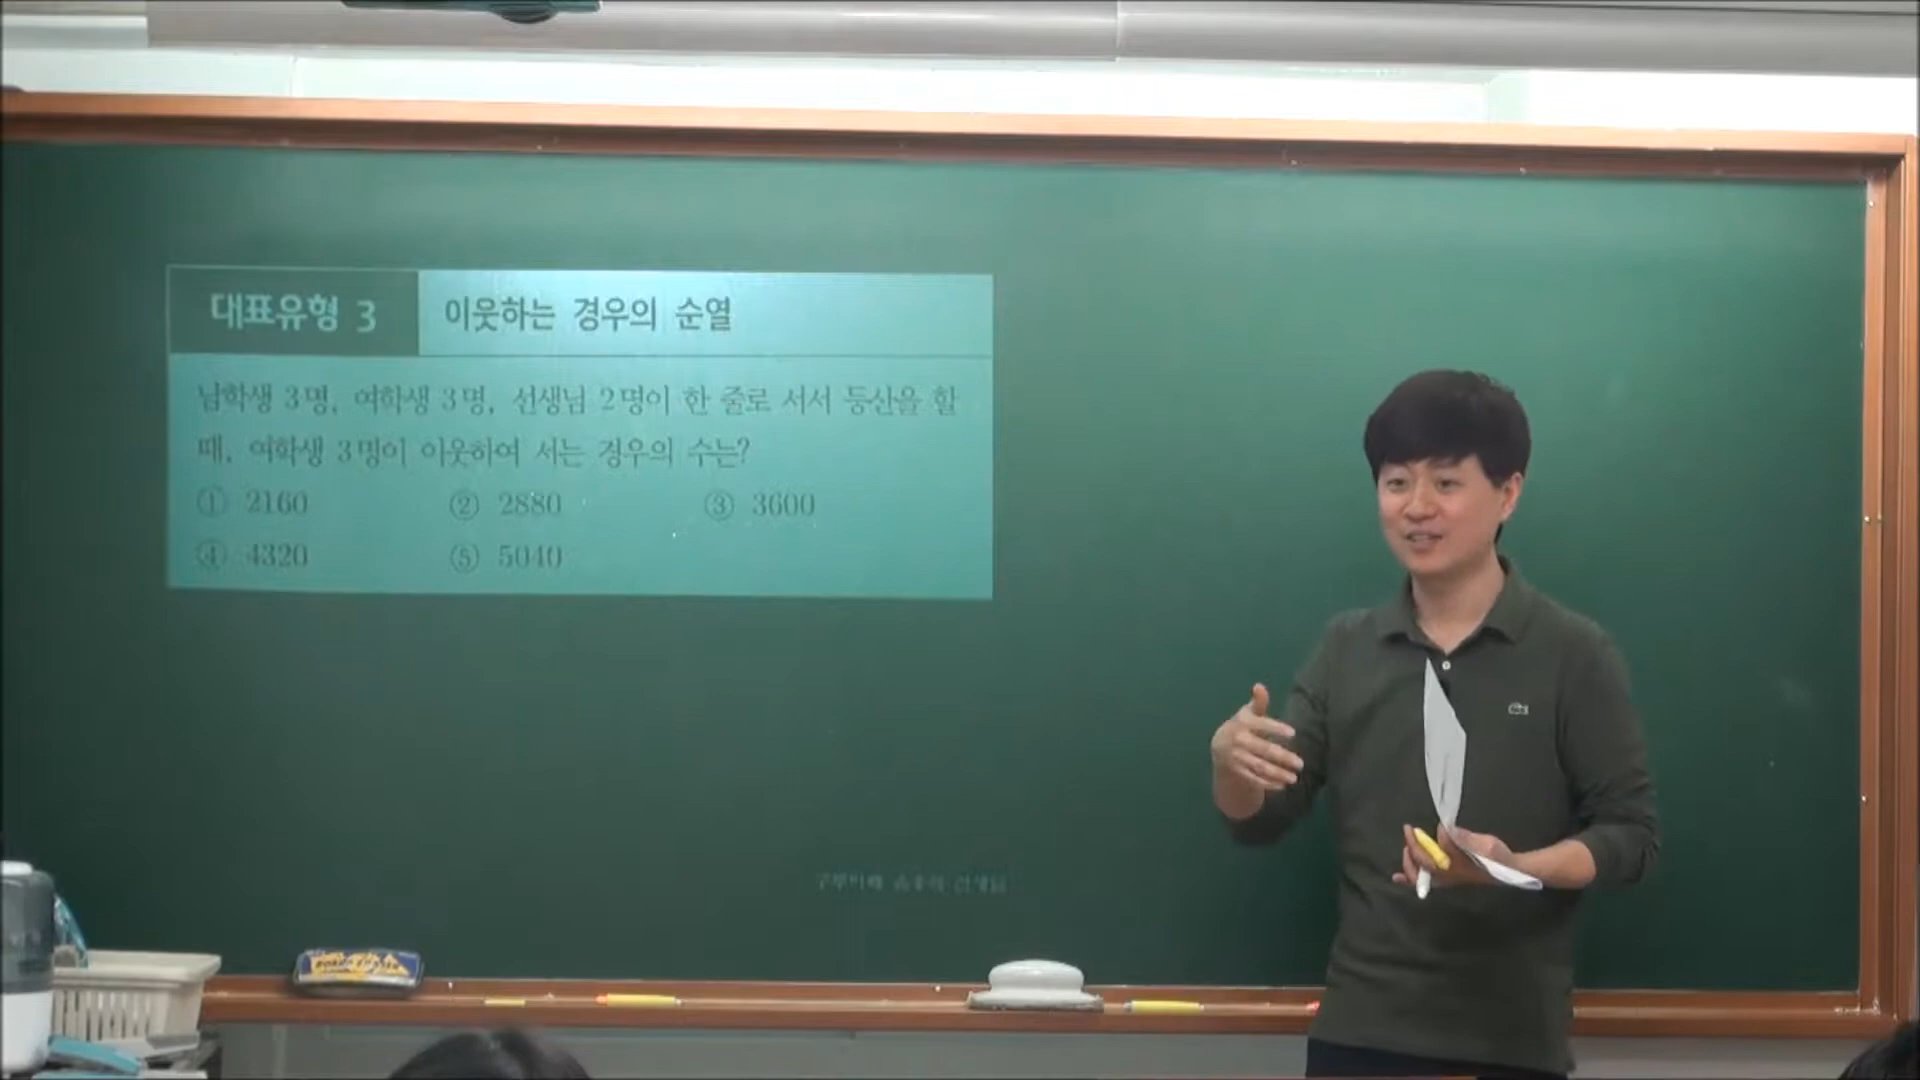 대표유형 3 이웃하는 경우의 순열
남학생 3명, 여학생 3명, 선생님 2명이 한 줄로 서서 등산을 할
때, 여학생 3명이 이웃하여 서는 경우의 수는?
① 2160 ② 2880 ③ 3600
④ 4320 ⑤ 5040